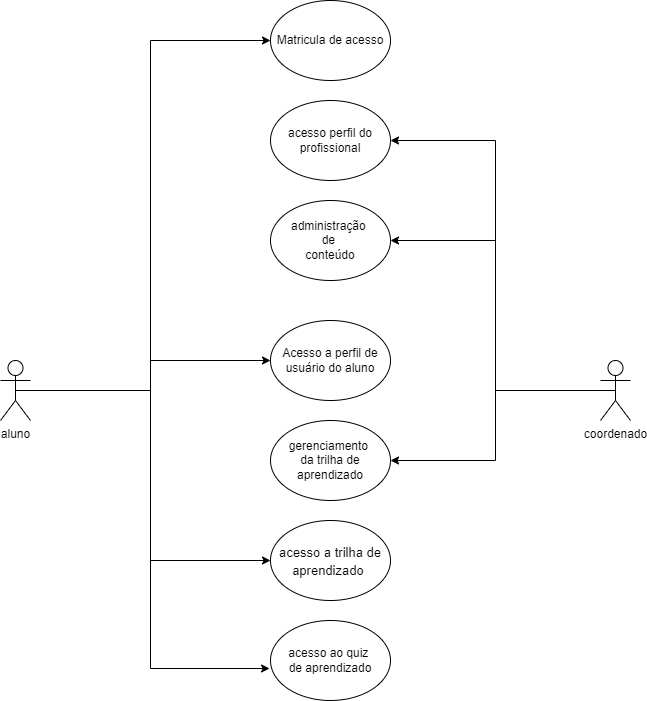 Matricula de acesso
acesso perfil do
profissional
administração
de
conteúdo
Acesso a perfil de
usuário do aluno
aluno
coordenado
gerenciamento
da trilha de
aprendizado
acesso a trilha de
aprendizado
acesso ao quiz
de aprendizado